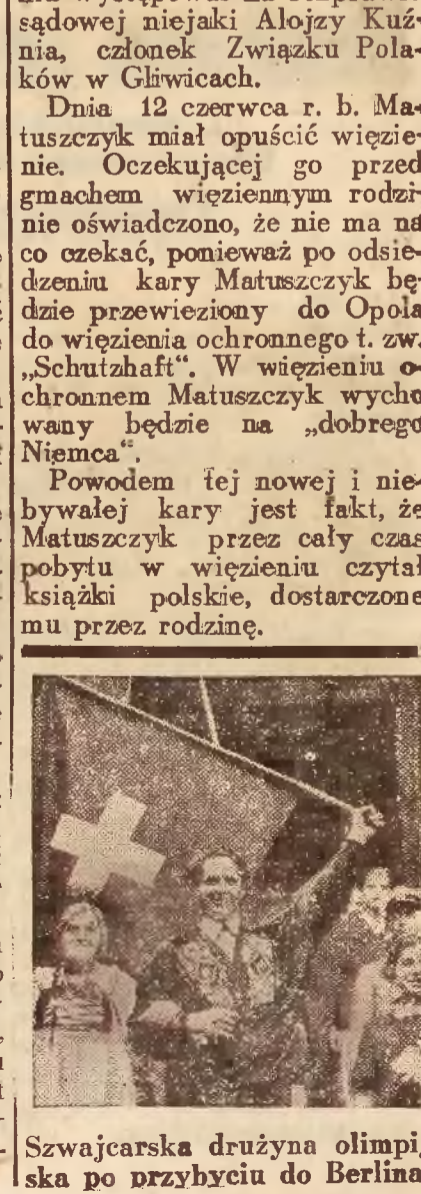 sądowej niejaki Alojzy Kuź-
nia, członek Związku Pola-
ków w Gliwicach.
Dnia 12 czerwca r. b. Ma-
tuszczyk miał opuścić więzie-
nie. Oczekującej go przed
gmachem więziennym rodzi-
nie oświadczono, że nie ma na
co czekać, ponieważ po odsie-
dzeniu kary Matuszczyk bę-
dzie przewieziony do Opola
do więzienia ochronnego t. zw.
„Schutzhaft“. W więzieniu o-
chronnem Matuszczyk wycho
wany będzie na „dobrego
Niemca“.
Powodem tej nowej i nie-
bywałej kary jest fakt, że
Matuszczyk przez cały czas
pobytu w więzieniu czytał
książki polskie, dostarczone
mu przez rodzinę.
Szwajcarska drużyna olimpij
ska po przybyciu do Berlina